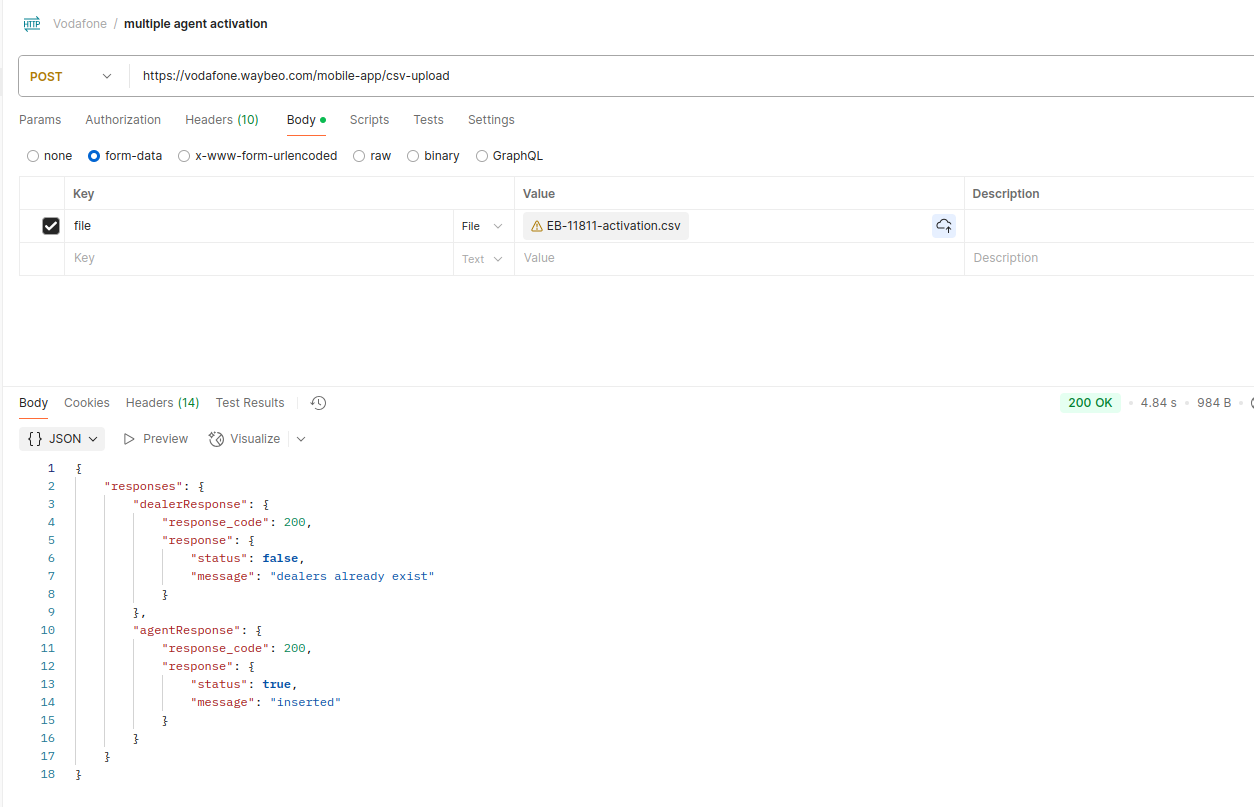 HTTP Vodafone / multiple agent activation
POST https://vodafone.waybeo.com/mobile-app/csv-upload
Params Authorization Headers (10) Body Scripts Tests Settings
none form-data x-www-form-urlencoded raw binary GraphQL
Key Value Description
file File EB-11811-activation.csv
Key Text Value Description
Body Cookies Headers (14) Test Results 200 OK 4.84 s 984 B
{} JSON Preview Visualize
1 {
2 "responses": {
3 "dealerResponse": {
4 "response_code": 200,
5 "response": {
6 "status": false,
7 "message": "dealers already exist"
8 }
9 },
10 "agentResponse": {
11 "response_code": 200,
12 "response": {
13 "status": true,
14 "message": "inserted"
15 }
16 }
17 }
18 }